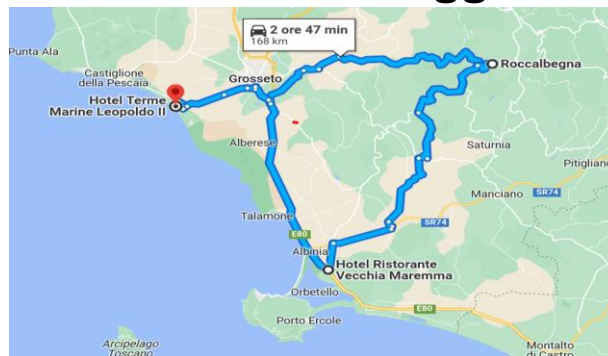 gg
2 ore 47 min
168 km
Punta Ala
Castiglione
della Pescaia
Grosseto
Roccalbegna
Hotel Terme
Marine Leopoldo II
Alberese
Saturnia
Pitigliano
Manciano
SR74
SR74
Talamone
E80
Albinia
Hotel Ristorante
Vecchia Maremma
Orbetello
E80
Porto Ercole
Montalto
di Castro
Arcipelago
Toscano